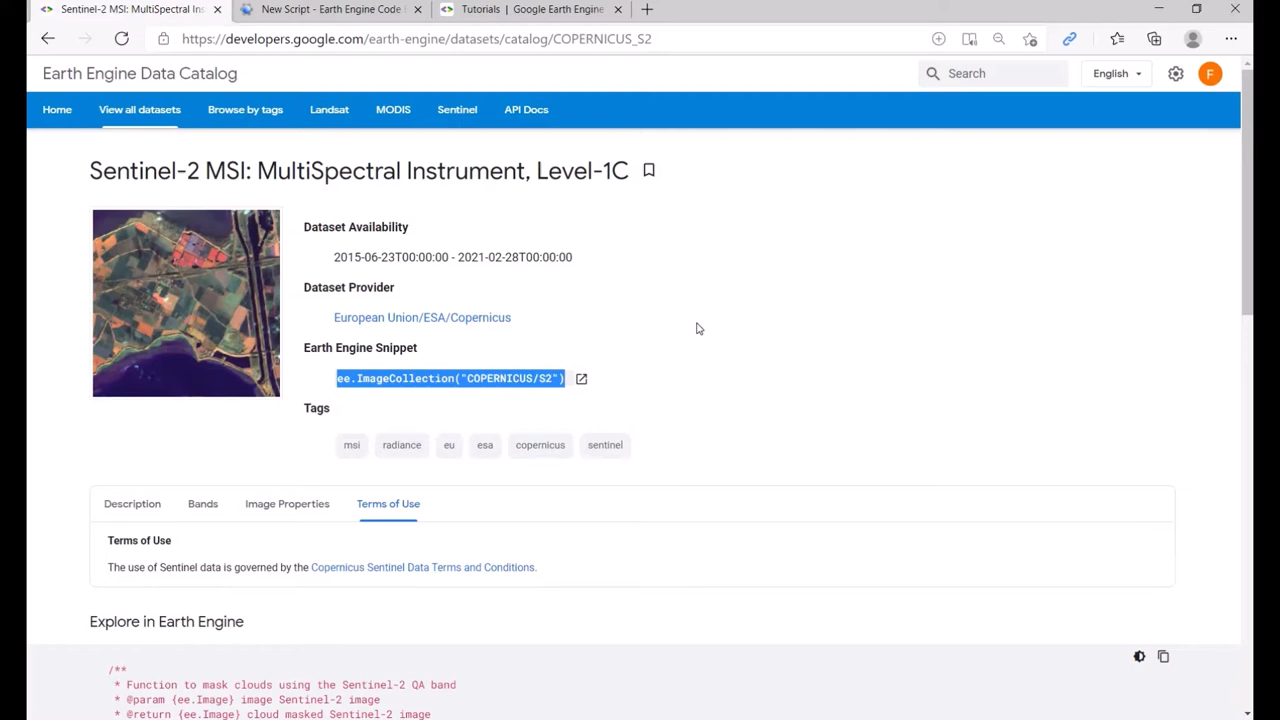 Sentinel-2 MSI: MultiSpectral Ins
New Script - Earth Engine Code
Tutorials | Google Earth Engine
https://developers.google.com/earth-engine/datasets/catalog/COPERNICUS_S2
Earth Engine Data Catalog
Search
English
F
Home
View all datasets
Browse by tags
Landsat
MODIS
Sentinel
API Docs
Sentinel-2 MSI: MultiSpectral Instrument, Level-1C
Dataset Availability
2015-06-23T00:00:00 - 2021-02-28T00:00:00
Dataset Provider
European Union/ESA/Copernicus
Earth Engine Snippet
ee.ImageCollection("COPERNICUS/S2")
Tags
msi
radiance
eu
esa
copernicus
sentinel
Description
Bands
Image Properties
Terms of Use
Terms of Use
The use of Sentinel data is governed by the Copernicus Sentinel Data Terms and Conditions.
Explore in Earth Engine
/**
* Function to mask clouds using the Sentinel-2 QA band
* @param {ee.Image} image Sentinel-2 image
* @return {ee.Image} cloud masked Sentinel-2 image